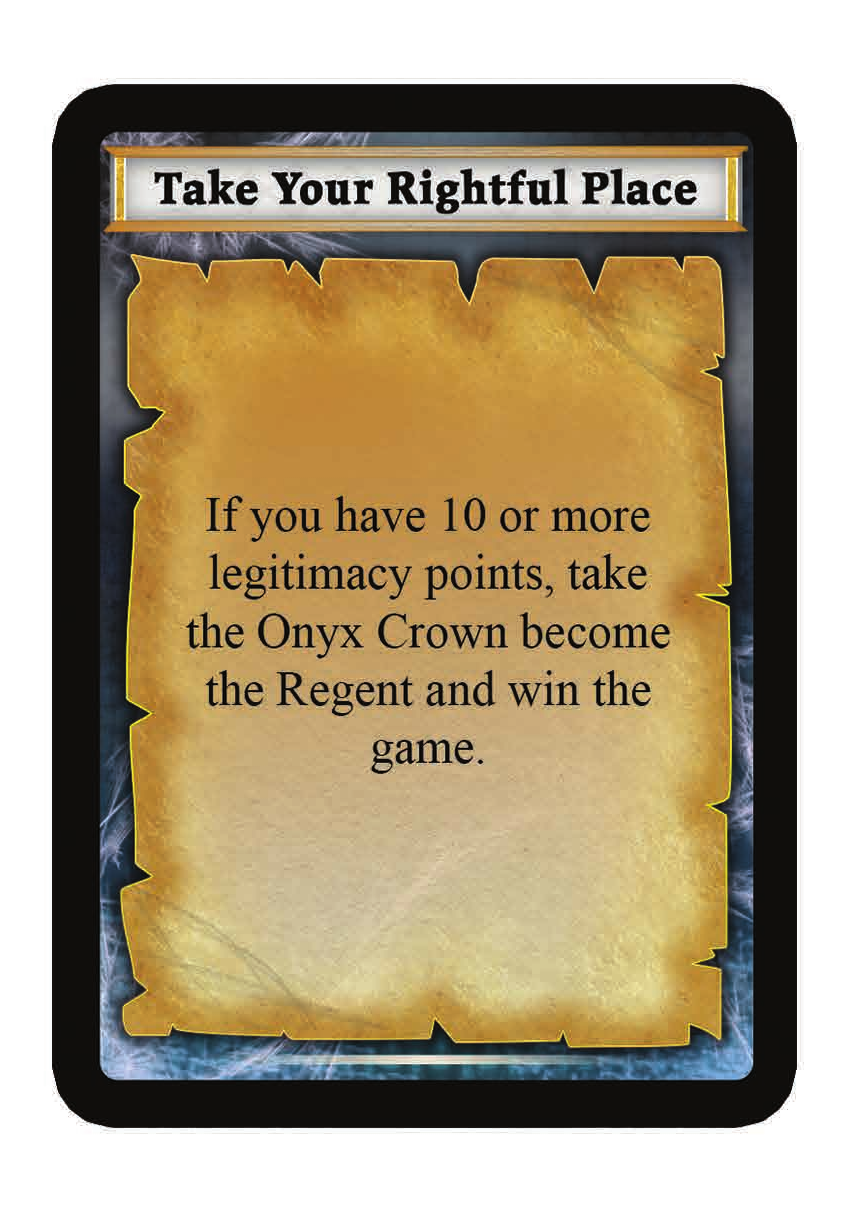 Take Your Rightful Place
If you have 10 or more
legitimacy points, take
the Onyx Crown become
the Regent and win the
game.